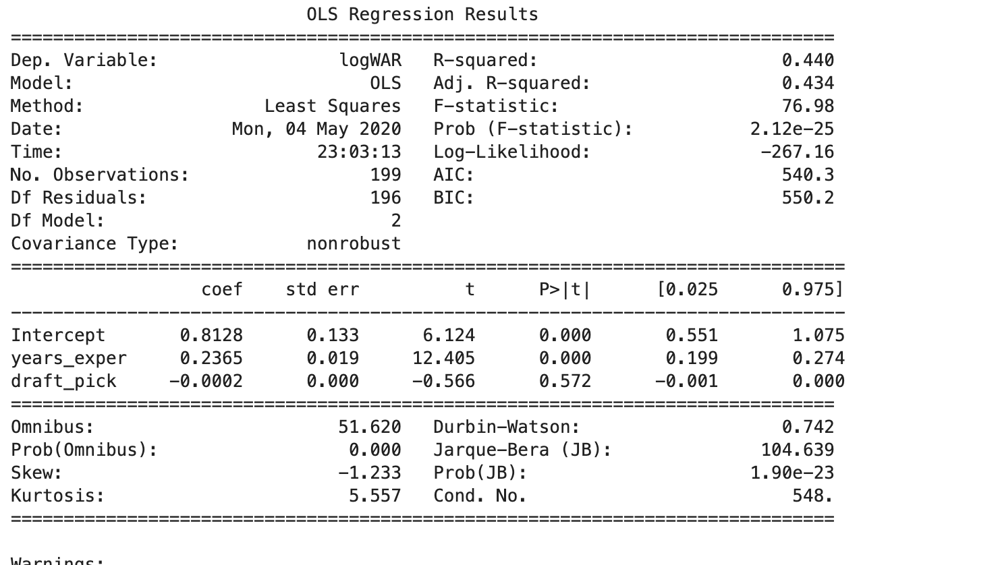 OLS Regression Results
==============================================================================
Dep. Variable: logWAR R-squared: 0.440
Model: OLS Adj. R-squared: 0.434
Method: Least Squares F-statistic: 76.98
Date: Mon, 04 May 2020 Prob (F-statistic): 2.12e-25
Time: 23:03:13 Log-Likelihood: -267.16
No. Observations: 199 AIC: 540.3
Df Residuals: 196 BIC: 550.2
Df Model: 2
Covariance Type: nonrobust
===============================================================================
coef std err t P>|t| [0.025 0.975]
-------------------------------------------------------------------------------
Intercept 0.8128 0.133 6.124 0.000 0.551 1.075
years_exper 0.2365 0.019 12.405 0.000 0.199 0.274
draft_pick -0.0002 0.000 -0.566 0.572 -0.001 0.000
==============================================================================
Omnibus: 51.620 Durbin-Watson: 0.742
Prob(Omnibus): 0.000 Jarque-Bera (JB): 104.639
Skew: -1.233 Prob(JB): 1.90e-23
Kurtosis: 5.557 Cond. No. 548.
==============================================================================
Warnings: